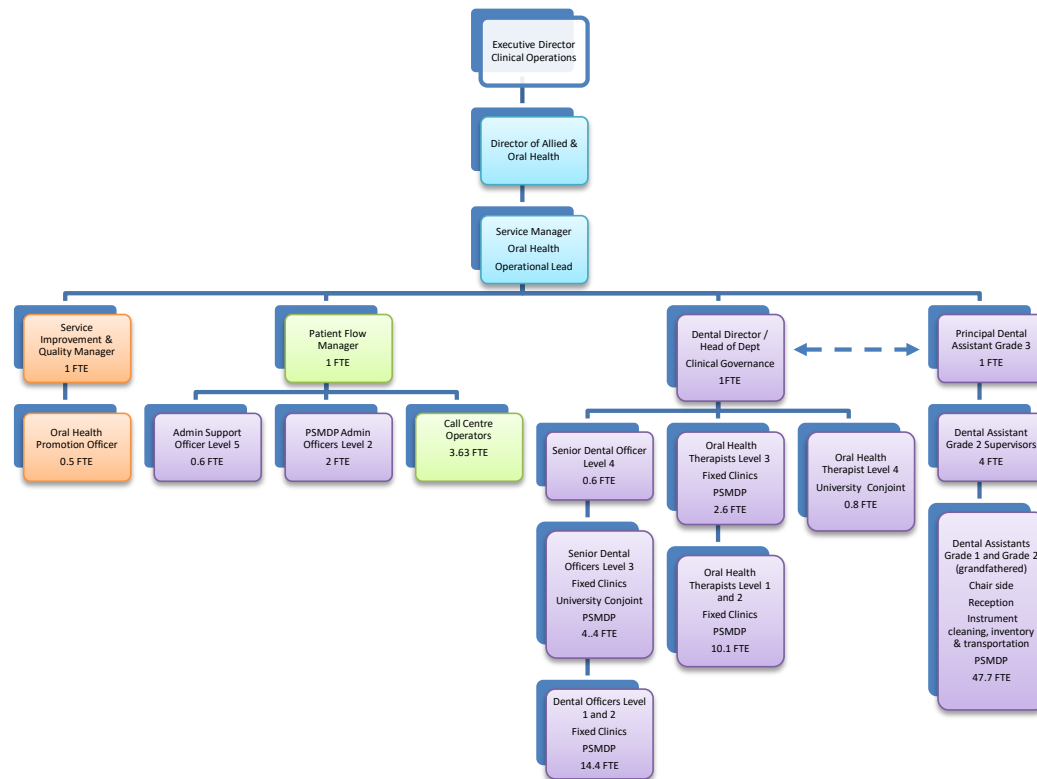 Executive Director
Clinical Operations
Director of Allied &
Oral Health
Service Manager
Oral Health
Operational Lead
Service
Improvement &
Quality Manager
1 FTE
Patient Flow
Manager
1 FTE
Dental Director /
Head of Dept
Clinical Governance
1FTE
Principal Dental
Assistant Grade 3
1 FTE
Oral Health
Promotion Officer
0.5 FTE
Admin Support
Officer Level 5
0.6 FTE
PSMDP Admin
Officers Level 2
2 FTE
Call Centre
Operators
3.63 FTE
Senior Dental Officer
Level 4
0.6 FTE
Oral Health
Therapists Level 3
Fixed Clinics
PSMDP
2.6 FTE
Oral Health
Therapist Level 4
University Conjoint
0.8 FTE
Dental Assistant
Grade 2 Supervisors
4 FTE
Senior Dental
Officers Level 3
Fixed Clinics
University Conjoint
PSMDP
4..4 FTE
Oral Health
Therapists Level 1
and 2
Fixed Clinics
PSMDP
10.1 FTE
Dental Assistants
Grade 1 and Grade 2
(grandfathered)
Chair side
Reception
Instrument
cleaning, inventory
& transportation
PSMDP
47.7 FTE
Dental Officers Level
1 and 2
Fixed Clinics
PSMDP
14.4 FTE